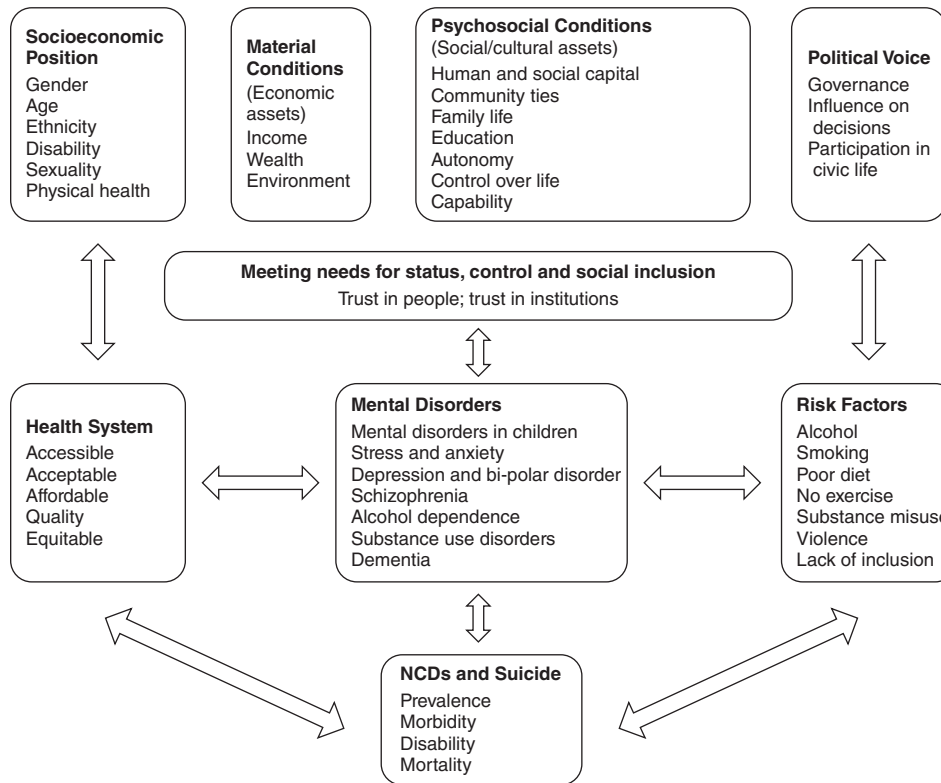 Socioeconomic
Position
Gender
Age
Ethnicity
Disability
Sexuality
Physical health
Material
Conditions
(Economic
assets)
Income
Wealth
Environment
Psychosocial Conditions
(Social/cultural assets)
Human and social capital
Community ties
Family life
Education
Autonomy
Control over life
Capability
Political Voice
Governance
Influence on
decisions
Participation in
civic life
Meeting needs for status, control and social inclusion
Trust in people; trust in institutions
Health System
Accessible
Acceptable
Affordable
Quality
Equitable
Mental Disorders
Mental disorders in children
Stress and anxiety
Depression and bi-polar disorder
Schizophrenia
Alcohol dependence
Substance use disorders
Dementia
Risk Factors
Alcohol
Smoking
Poor diet
No exercise
Substance misuse
Violence
Lack of inclusion
NCDs and Suicide
Prevalence
Morbidity
Disability
Mortality